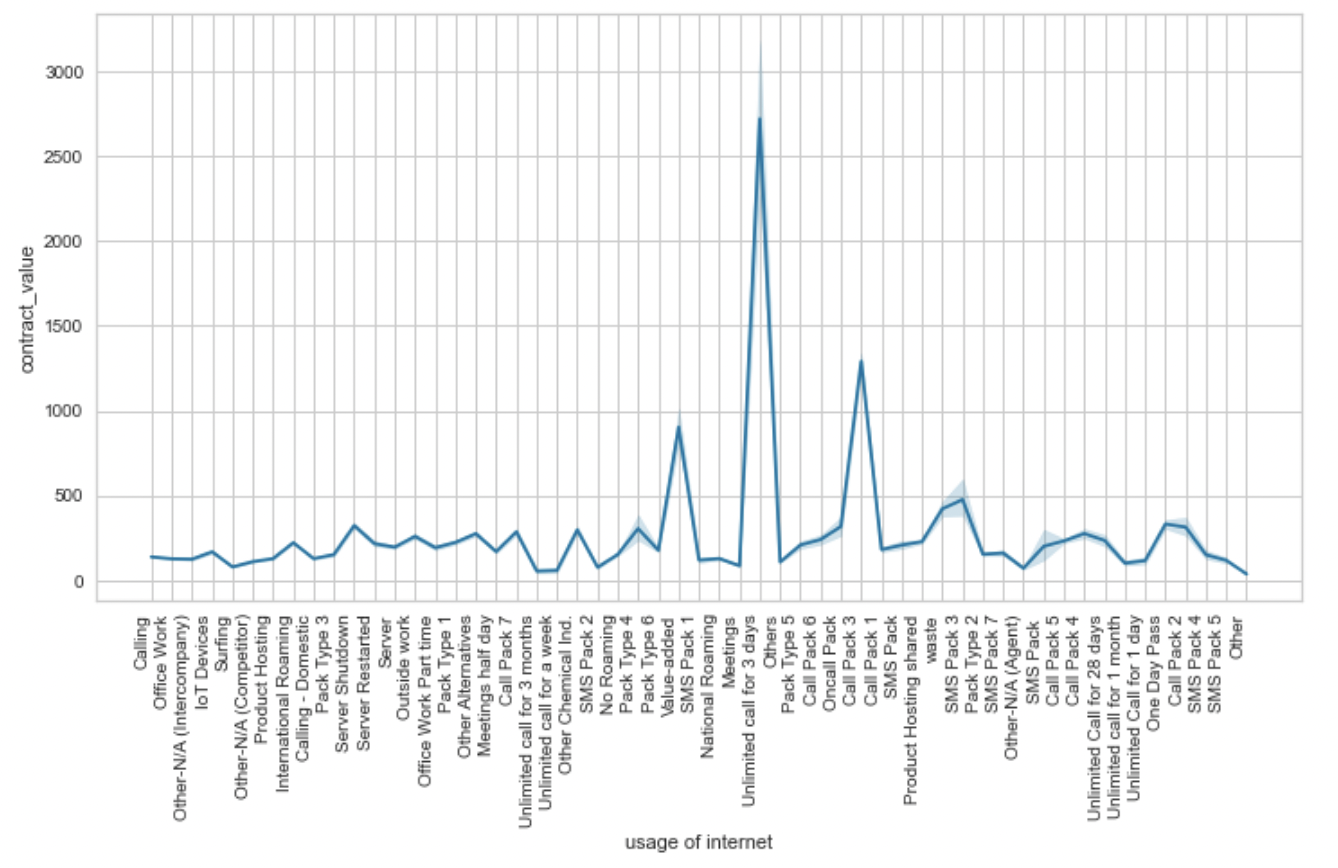 3000
2500
2000
1500
1000
500
0
contract_value
Calling
Office Work
Other-N/A (Intercompany)
IoT Devices
Surfing
Other-N/A (Competitor)
Product Hosting
International Roaming
Calling - Domestic
Pack Type 3
Server Shutdown
Server Restarted
Server
Outside work
Office Work Part time
Pack Type 1
Other Alternatives
Meetings half day
Call Pack 7
Unlimited call for 3 months
Unlimited call for a week
Other Chemical Ind.
SMS Pack 2
No Roaming
Pack Type 4
Pack Type 6
Value-added
SMS Pack 1
National Roaming
Meetings
Unlimited call for 3 days
Others
Pack Type 5
Call Pack 6
Oncall Pack
Call Pack 3
Call Pack 1
SMS Pack
Product Hosting shared
waste
SMS Pack 3
Pack Type 2
SMS Pack 7
Other-N/A (Agent)
SMS Pack
Call Pack 5
Call Pack 4
Unlimited Call for 28 days
Unlimited call for 1 month
Unlimited Call for 1 day
One Day Pass
Call Pack 2
SMS Pack 4
SMS Pack 5
Other
usage of internet